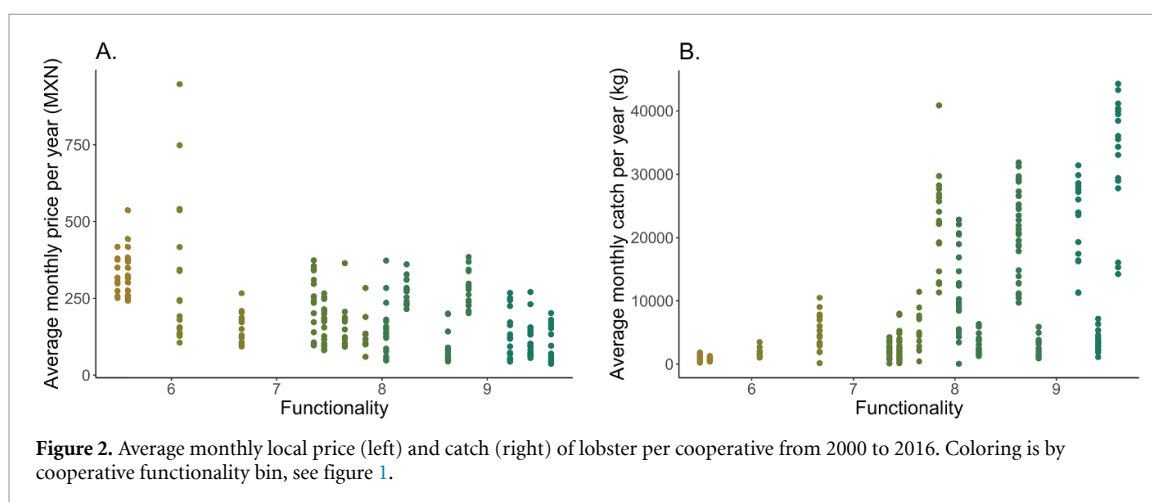 A.
Average monthly price per year (MXN)
750
500
250
0
6
7
8
9
Functionality
B.
Average monthly catch per year (kg)
40000
30000
20000
10000
0
6
7
8
9
Functionality
Figure 2. Average monthly local price (left) and catch (right) of lobster per cooperative from 2000 to 2016. Coloring is by
cooperative functionality bin, see figure 1.